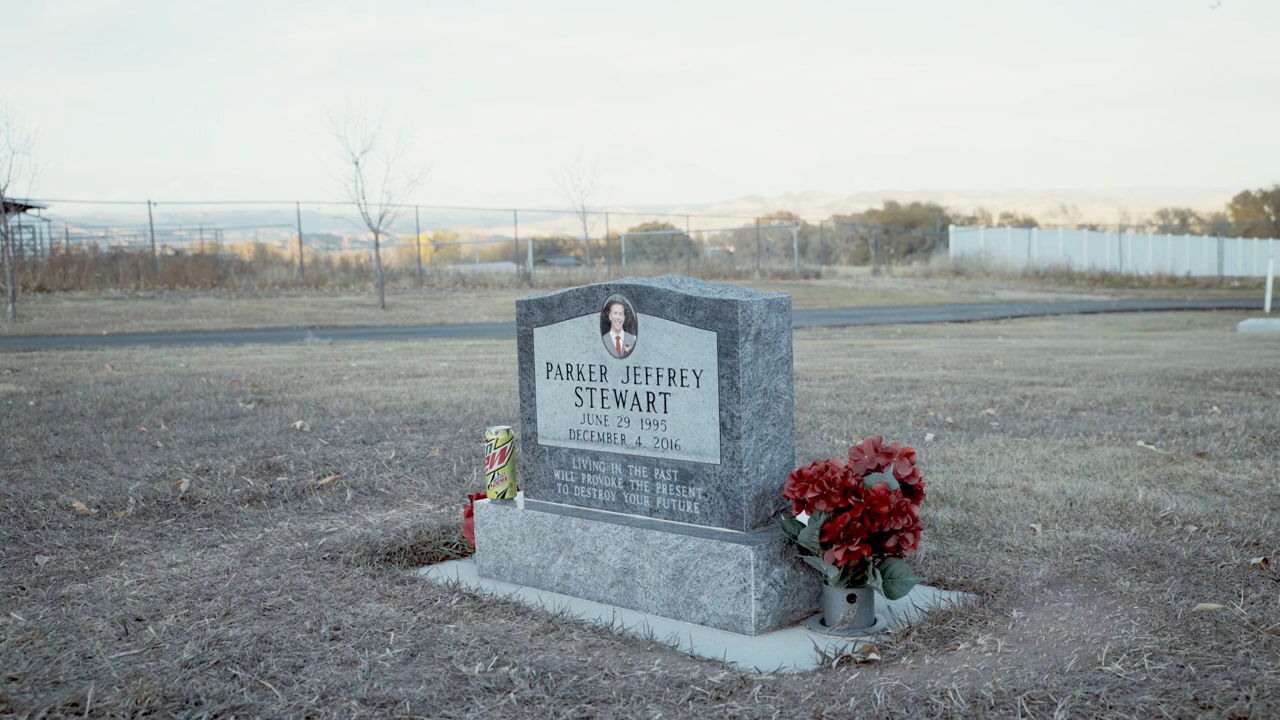 PARKER JEFFREY
STEWART
JUNE 29 1995
DECEMBER 4, 2016
LIVING IN THE PAST
WILL PROVOKE THE PRESENT
TO DESTROY YOUR FUTURE
DEW